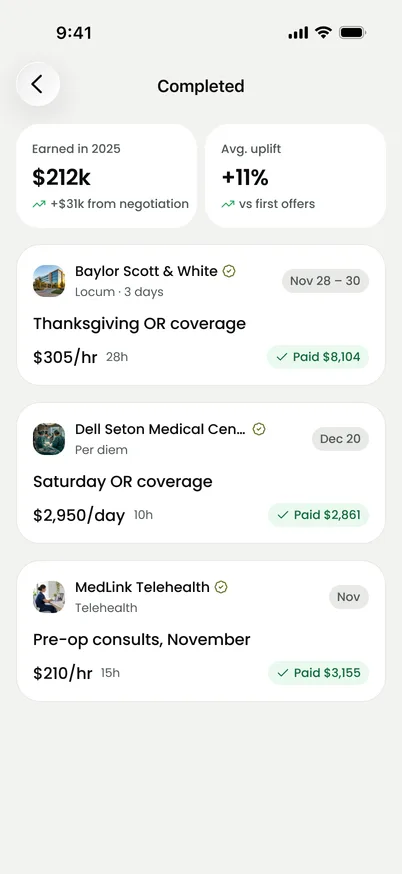 9:41
Completed
Earned in 2025
$212k
+$31k from negotiation
Avg. uplift
+11%
vs first offers
Baylor Scott & White
Locum · 3 days
Nov 28 – 30
Thanksgiving OR coverage
$305/hr 28h
Paid $8,104
Dell Seton Medical Cen...
Per diem
Dec 20
Saturday OR coverage
$2,950/day 10h
Paid $2,861
MedLink Telehealth
Telehealth
Nov
Pre-op consults, November
$210/hr 15h
Paid $3,155